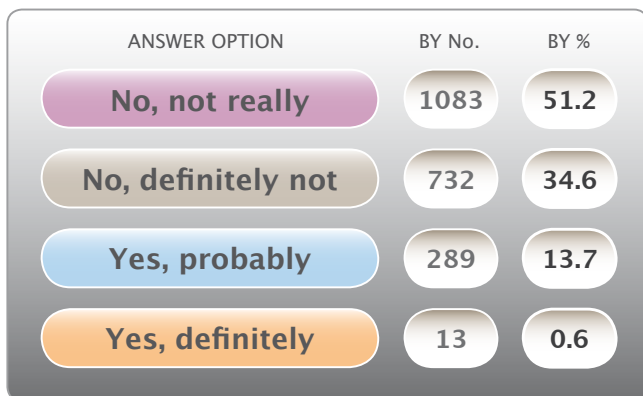 ANSWER OPTION BY No. BY %
No, not really 1083 51.2
No, definitely not 732 34.6
Yes, probably 289 13.7
Yes, definitely 13 0.6